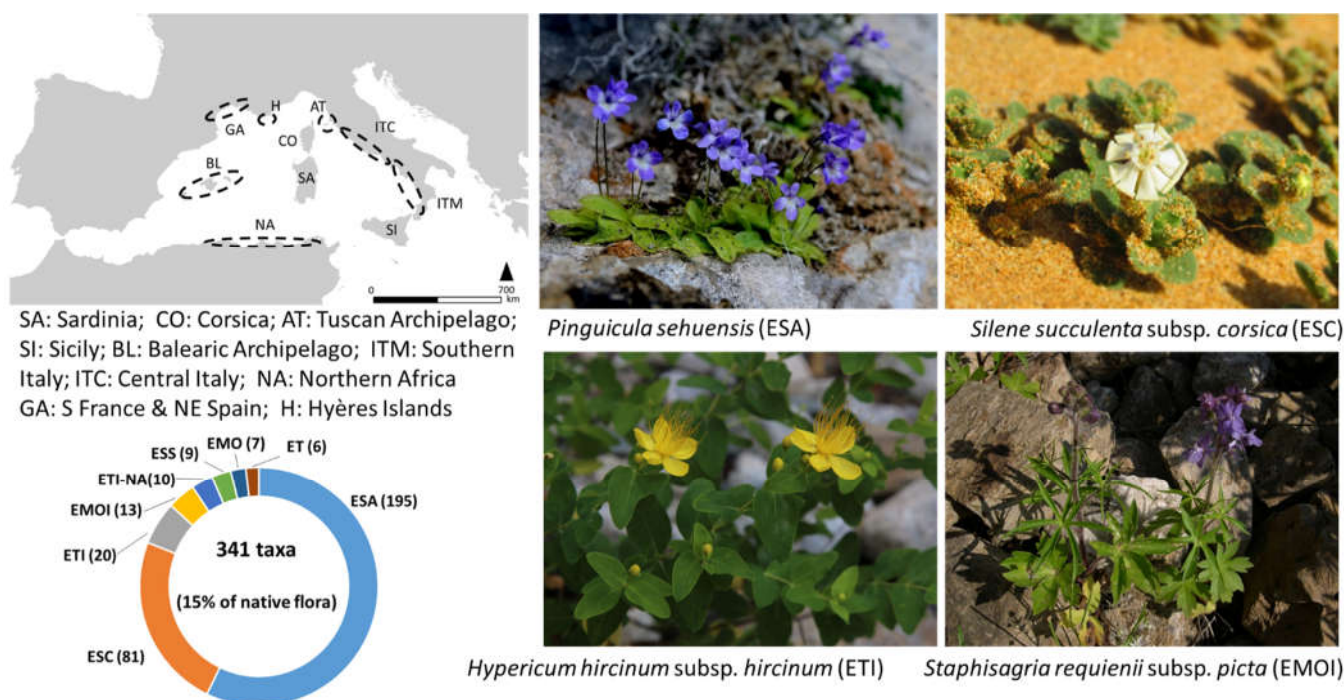 H
AT
GA
CO
ITC
BL
SA
ITM
NA
SI
0
700
km
SA: Sardinia; CO: Corsica; AT: Tuscan Archipelago;
SI: Sicily; BL: Balearic Archipelago; ITM: Southern
Italy; ITC: Central Italy; NA: Northern Africa
GA: S France & NE Spain; H: Hyères Islands
EMO (7)
ET (6)
ESS (9)
ETI-NA(10)
EMOI (13)
ETI (20)
ESA (195)
341 taxa
(15% of native flora)
ESC (81)
Pinguicula sehuensis (ESA)
Silene succulenta subsp. corsica (ESC)
Hypericum hircinum subsp. hircinum (ETI)
Staphisagria requienii subsp. picta (EMOI)